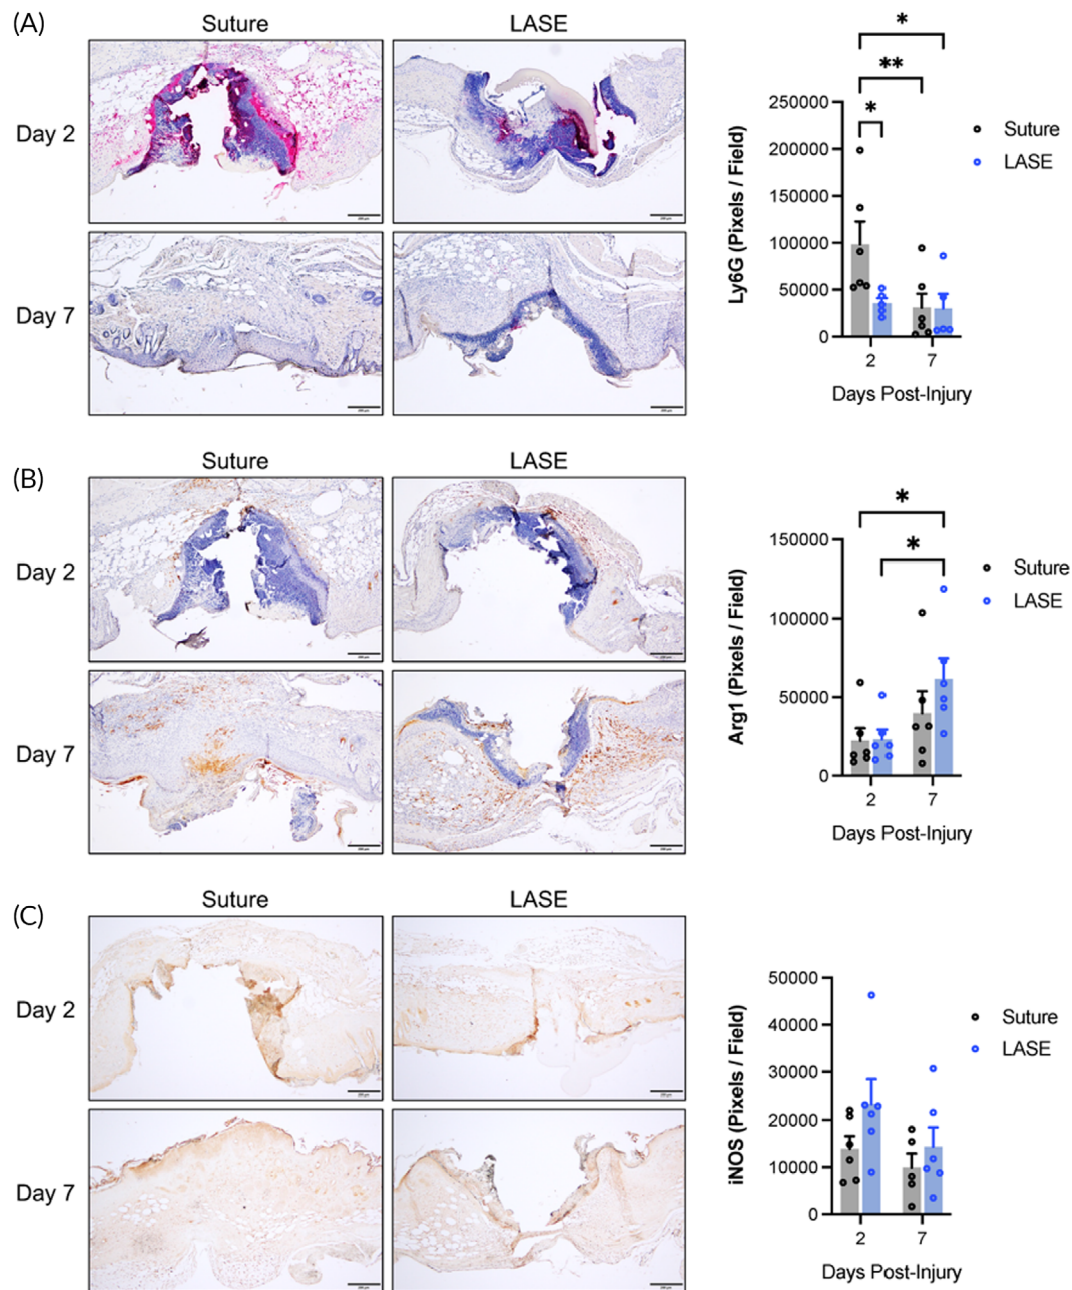 (A)
Suture
LASE
Day 2
Day 7
*
**
*
250000
200000
150000
100000
50000
0
Ly6G (Pixels / Field)
2
7
Days Post-Injury
Suture
LASE
(B)
Suture
LASE
Day 2
Day 7
*
*
150000
100000
50000
0
Arg1 (Pixels / Field)
2
7
Days Post-Injury
Suture
LASE
(C)
Suture
LASE
Day 2
Day 7
50000
40000
30000
20000
10000
0
iNOS (Pixels / Field)
2
7
Days Post-Injury
Suture
LASE